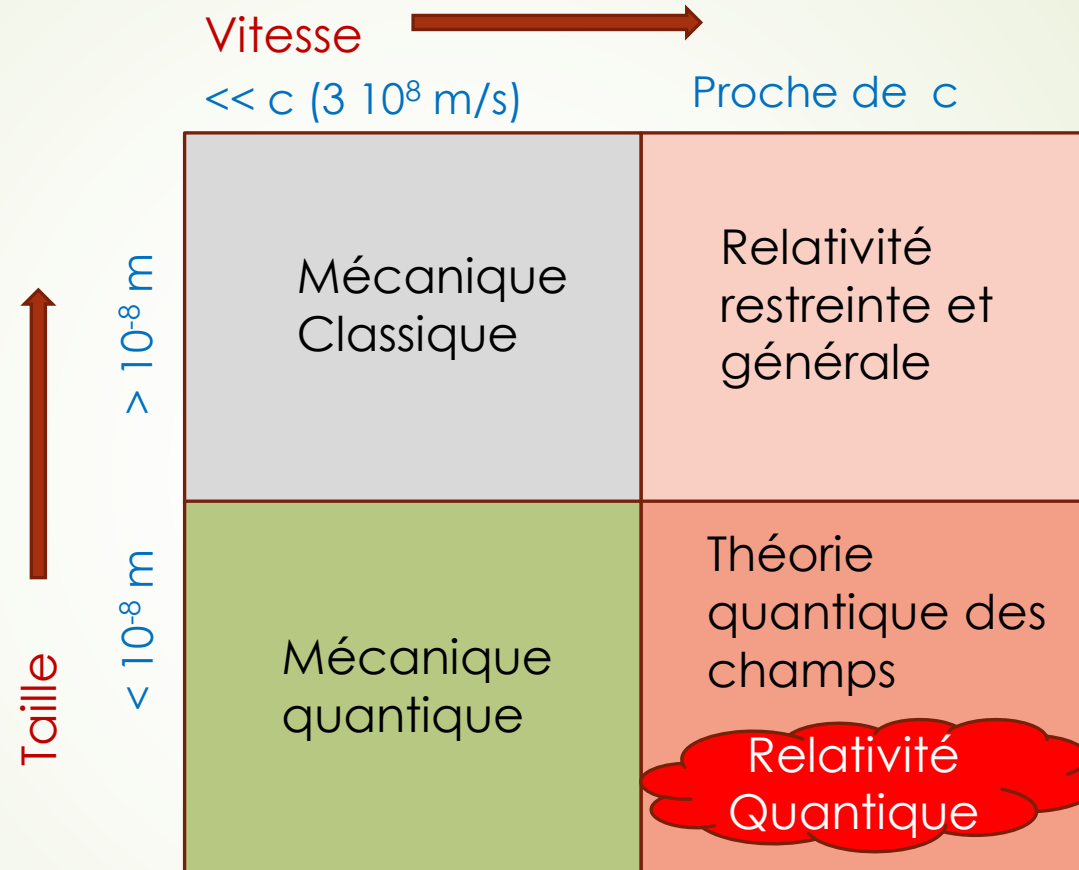 Vitesse
<< c (3 10⁸ m/s)
Proche de c
Taille
> 10⁻⁸ m
< 10⁻⁸ m
Mécanique
Classique
Relativité
restreinte et
générale
Mécanique
quantique
Théorie
quantique des
champs
Relativité
Quantique